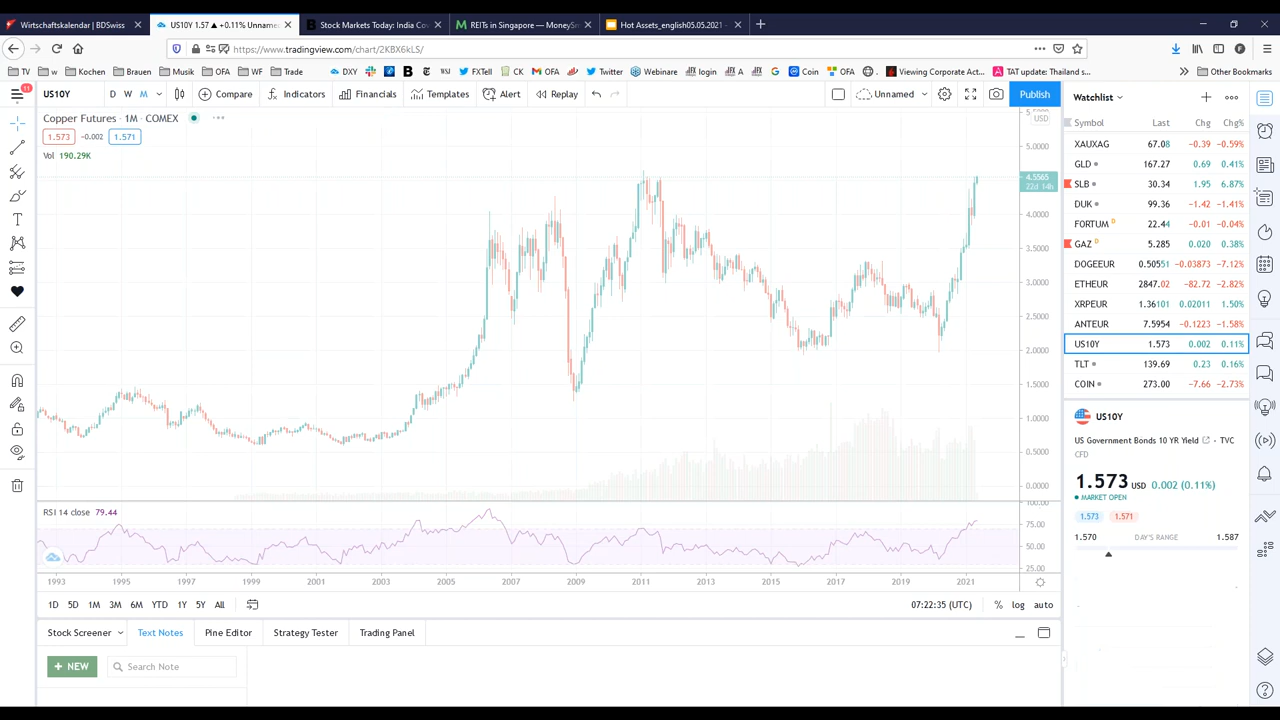 Wirtschaftskalendar | BDSwiss
US10Y 1.57 ▲ +0.11% Unname
Stock Markets Today: India Cov
REITs in Singapore — MoneySm
Hot Assets_english05.05.2021 -
https://www.tradingview.com/chart/2KBX6kLS/
TV w Kochen Brauen Musik OFA WF Trade DXY B WSJ FXTell CK OFA Twitter Webinare login A JEX Coin OFA Viewing Corporate Act... TAT update: Thailand s... Other Bookmarks
US10Y D W M Compare Indicators Financials Templates Alert Replay Unnamed Publish
Copper Futures · 1M · COMEX
1.573 -0.002 1.571
Vol 190.29K
USD
5.0000
4.5565
22d 14h
4.0000
3.5000
3.0000
2.5000
2.0000
1.5000
1.0000
0.5000
0.0000
RSI 14 close 79.44
100.00
75.00
50.00
25.00
1993 1995 1997 1999 2001 2003 2005 2007 2009 2011 2013 2015 2017 2019 2021
1D 5D 1M 3M 6M YTD 1Y 5Y All 07:22:35 (UTC) % log auto
Stock Screener Text Notes Pine Editor Strategy Tester Trading Panel
+ NEW Search Note
Watchlist
Symbol Last Chg Chg%
XAUXAG 67.08 −0.39 −0.59%
GLD 167.27 0.69 0.41%
SLB 30.34 1.95 6.87%
DUK 99.36 −1.42 −1.41%
FORTUM D 22.44 −0.01 −0.04%
GAZ D 5.285 0.020 0.38%
DOGEEUR 0.50551 −0.03873 −7.12%
ETHEUR 2847.02 −82.72 −2.82%
XRPEUR 1.36101 0.02011 1.50%
ANTEUR 7.5954 −0.1223 −1.58%
US10Y 1.573 0.002 0.11%
TLT 139.69 0.23 0.16%
COIN 273.00 −7.66 −2.73%
US10Y
US Government Bonds 10 YR Yield · TVC
CFD
1.573 USD 0.002 (0.11%)
MARKET OPEN
1.573 1.571
1.570 DAY'S RANGE 1.587
11